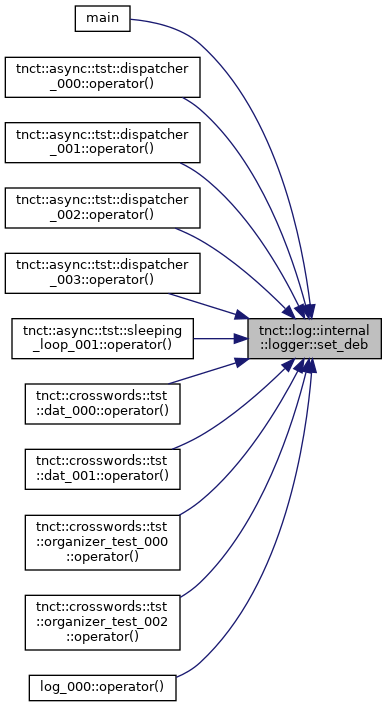 main
tnct::async::tst::dispatcher
_000::operator()
tnct::async::tst::dispatcher
_001::operator()
tnct::async::tst::dispatcher
_002::operator()
tnct::async::tst::dispatcher
_003::operator()
tnct::async::tst::sleeping
_loop_001::operator()
tnct::log::internal
::logger::set_deb
tnct::crosswords::tst
::dat_000::operator()
tnct::crosswords::tst
::dat_001::operator()
tnct::crosswords::tst
::organizer_test_000
::operator()
tnct::crosswords::tst
::organizer_test_002
::operator()
log_000::operator()